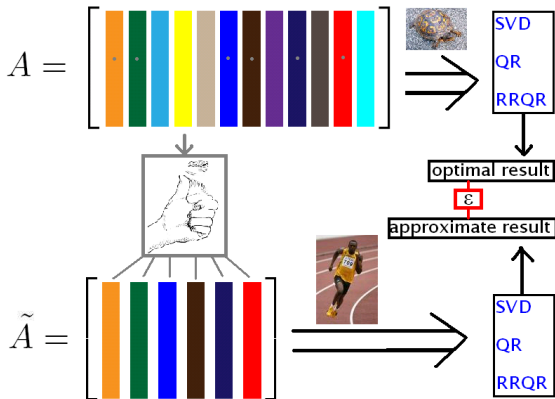 A =
SVD
QR
RRQR
optimal result
ε
approximate result
Ã =
SVD
QR
RRQR